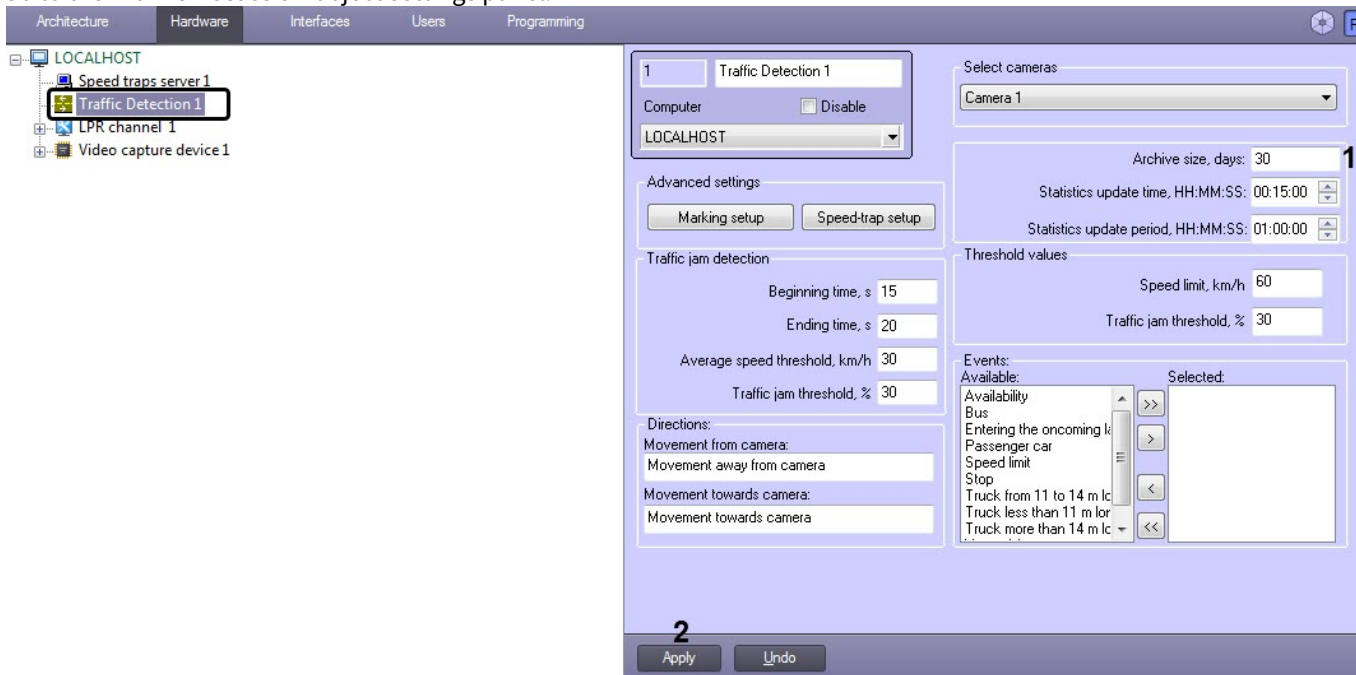 Architecture Hardware Interfaces Users Programming
LOCALHOST
Speed traps server 1
Traffic Detection 1
LPR channel 1
Video capture device 1
1 Traffic Detection 1
Computer Disable
LOCALHOST
Advanced settings
Marking setup Speed-trap setup
Traffic jam detection
Beginning time, s 15
Ending time, s 20
Average speed threshold, km/h 30
Traffic jam threshold, % 30
Directions:
Movement from camera:
Movement away from camera
Movement towards camera:
Movement towards camera
Select cameras
Camera 1
Archive size, days: 30 1
Statistics update time, HH:MM:SS: 00:15:00
Statistics update period, HH:MM:SS: 01:00:00
Threshold values
Speed limit, km/h 60
Traffic jam threshold, % 30
Events:
Available: Selected:
Availability
Bus
Entering the oncoming la
Passenger car
Speed limit
Stop
Truck from 11 to 14 m lo
Truck less than 11 m lon
Truck more than 14 m lo
>>
>
<
<<
2
Apply Undo